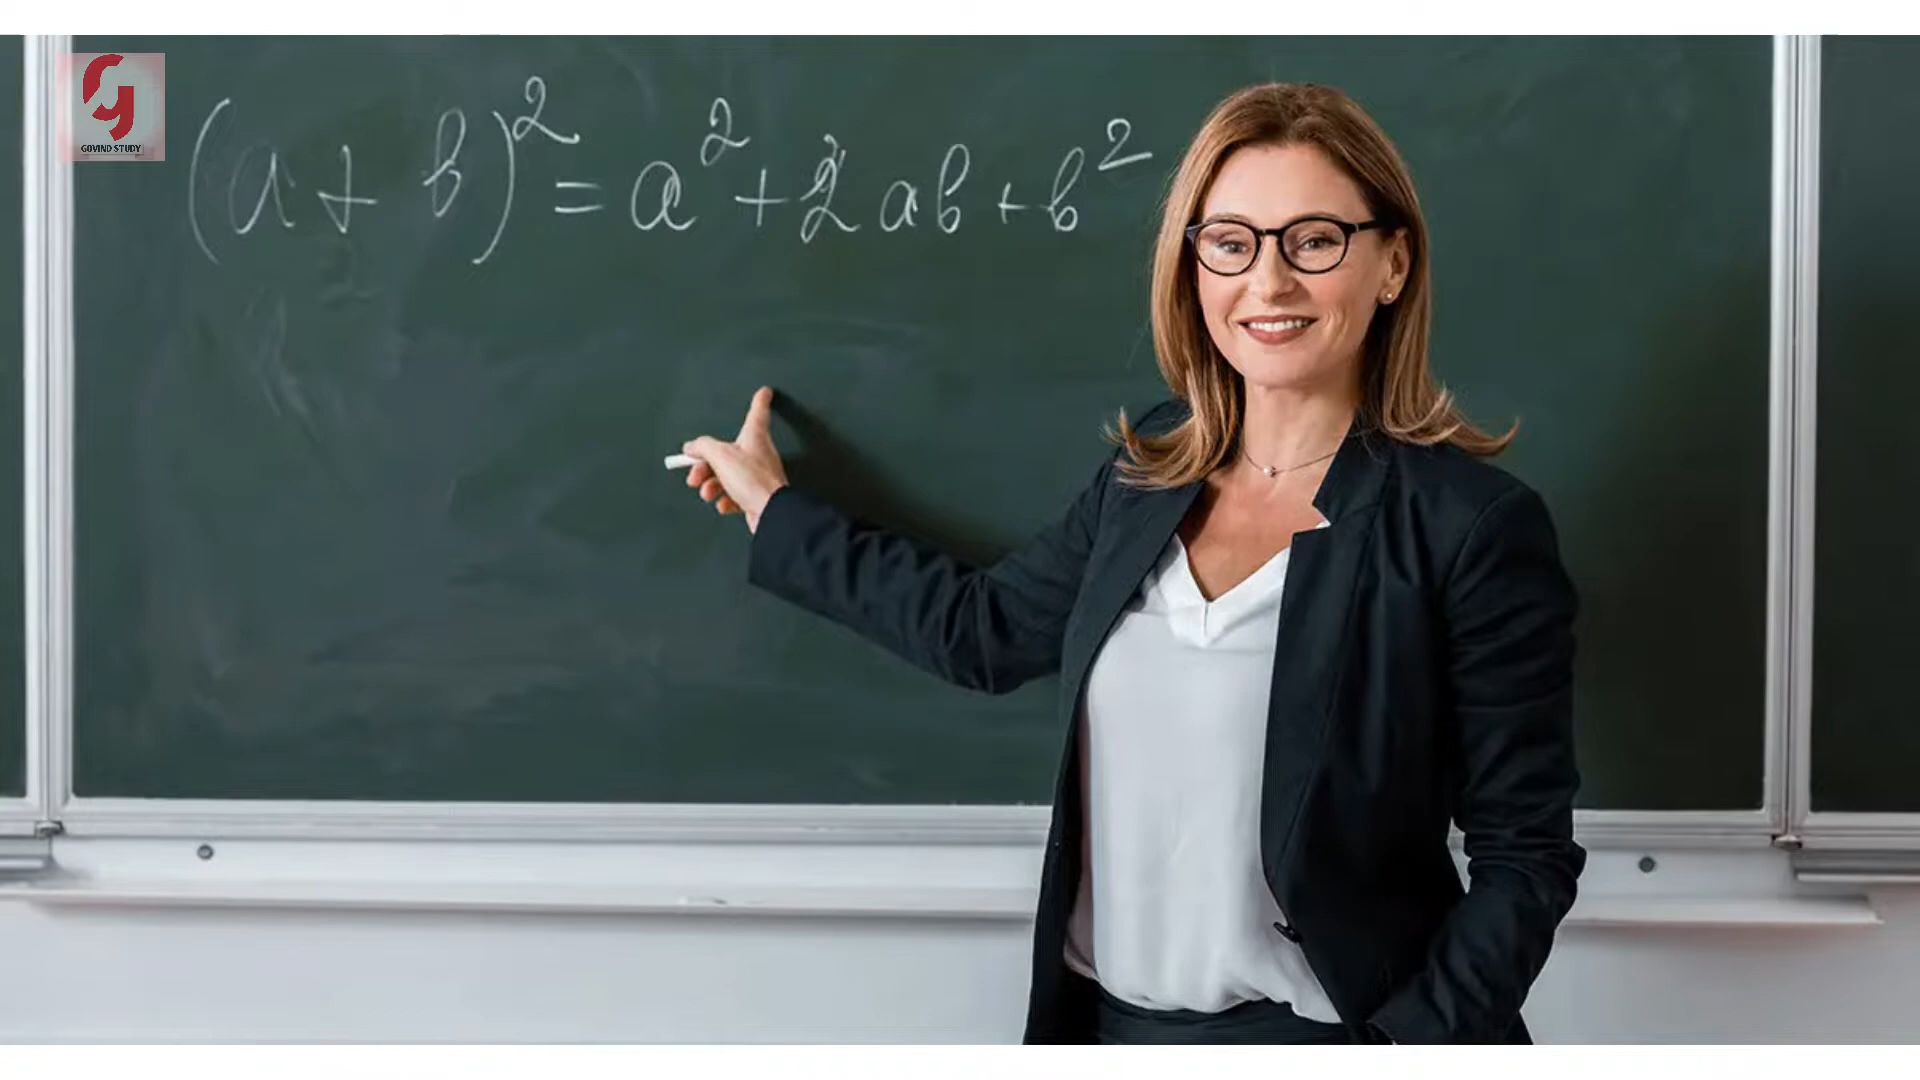 GOVIND STUDY
(a + b)² = a² + 2ab + b²